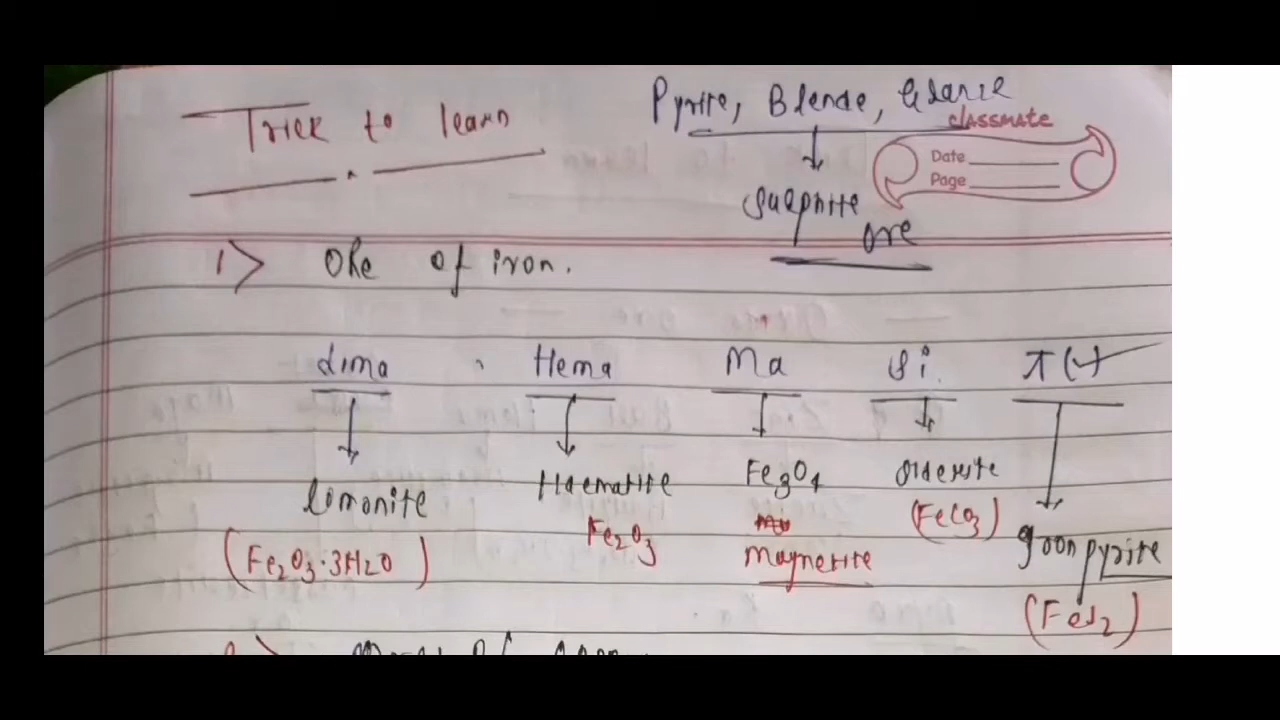 Trick to learn
Pyrite, Blende, Glance
classmate
Date
Page
Sulphite
ore
1> Ore of iron.
Lima Hema Ma Si
Limonite Haematite Fe3O4 Siderite
(Fe2O3·3H2O) Fe2O3 Magnetite (FeCO3)
Iron pyrite
(FeS2)